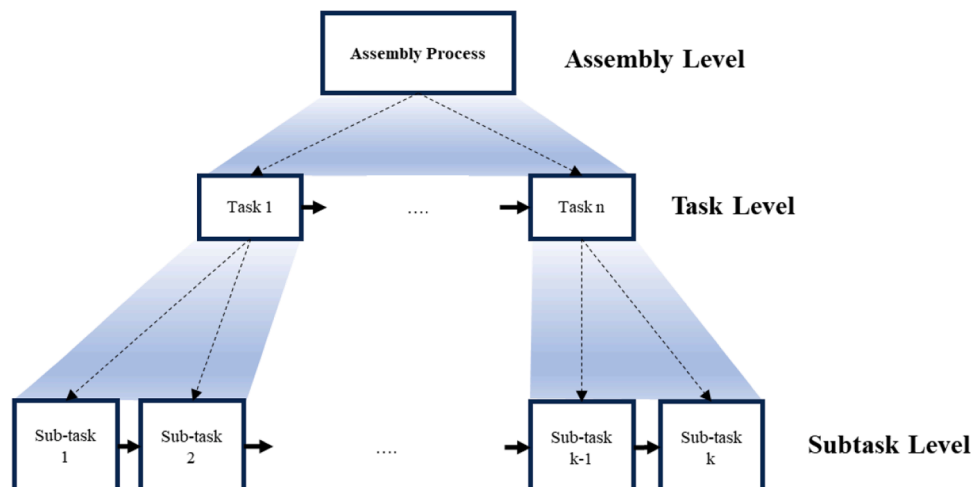 Assembly Process
Assembly Level
Task 1
....
Task n
Task Level
Sub-task
1
Sub-task
2
....
Sub-task
k-1
Sub-task
k
Subtask Level